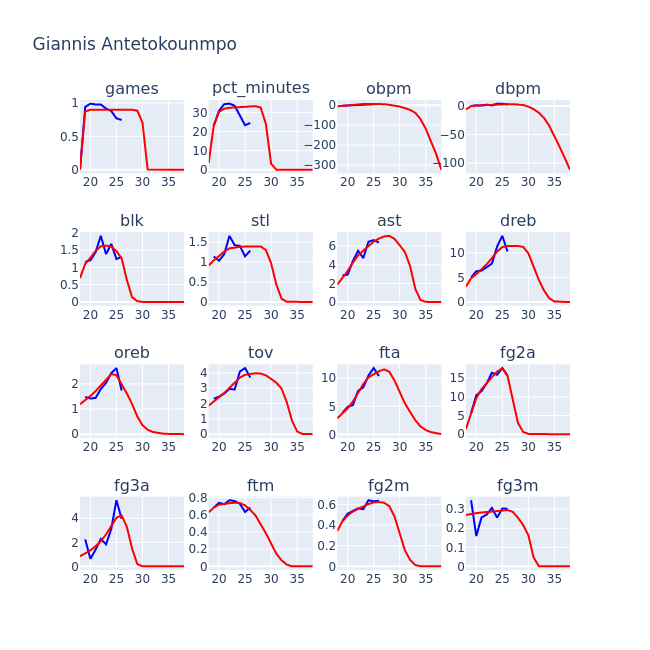 Giannis Antetokounmpo
games pct_minutes obpm dbpm
1 0.5 0 20 25 30 35
30 20 10 0 20 25 30 35
0 −100 −200 −300 20 25 30 35
0 −50 −100 20 25 30 35
blk stl ast dreb
2 1.5 1 0.5 0 20 25 30 35
1.5 1 0.5 0 20 25 30 35
6 4 2 0 20 25 30 35
10 5 0 20 25 30 35
oreb tov fta fg2a
2 1 0 20 25 30 35
4 3 2 1 0 20 25 30 35
10 5 0 20 25 30 35
15 10 5 0 20 25 30 35
fg3a ftm fg2m fg3m
4 2 0 20 25 30 35
0.8 0.6 0.4 0.2 0 20 25 30 35
0.6 0.4 0.2 0 20 25 30 35
0.3 0.2 0.1 0 20 25 30 35